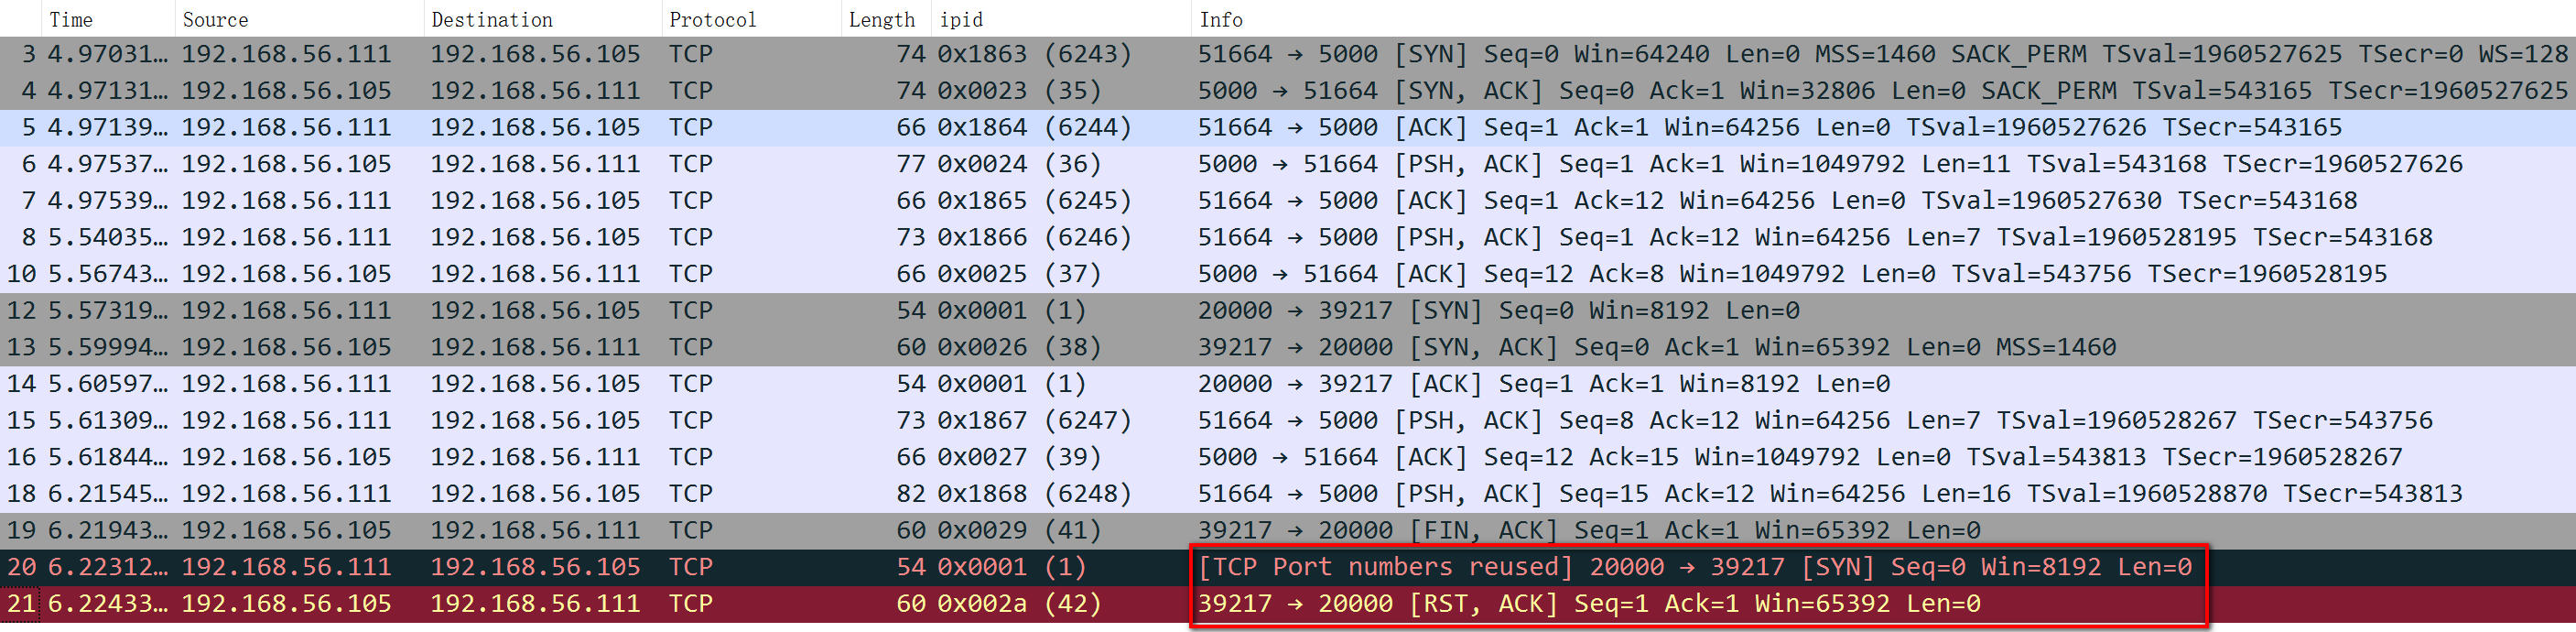 Time Source Destination Protocol Length ipid Info
3 4.97031… 192.168.56.111 192.168.56.105 TCP 74 0x1863 (6243) 51664 → 5000 [SYN] Seq=0 Win=64240 Len=0 MSS=1460 SACK_PERM TSval=1960527625 TSecr=0 WS=128
4 4.97131… 192.168.56.105 192.168.56.111 TCP 74 0x0023 (35) 5000 → 51664 [SYN, ACK] Seq=0 Ack=1 Win=32806 Len=0 SACK_PERM TSval=543165 TSecr=1960527625
5 4.97139… 192.168.56.111 192.168.56.105 TCP 66 0x1864 (6244) 51664 → 5000 [ACK] Seq=1 Ack=1 Win=64256 Len=0 TSval=1960527626 TSecr=543165
6 4.97537… 192.168.56.105 192.168.56.111 TCP 77 0x0024 (36) 5000 → 51664 [PSH, ACK] Seq=1 Ack=1 Win=1049792 Len=11 TSval=543168 TSecr=1960527626
7 4.97539… 192.168.56.111 192.168.56.105 TCP 66 0x1865 (6245) 51664 → 5000 [ACK] Seq=1 Ack=12 Win=64256 Len=0 TSval=1960527630 TSecr=543168
8 5.54035… 192.168.56.111 192.168.56.105 TCP 73 0x1866 (6246) 51664 → 5000 [PSH, ACK] Seq=1 Ack=12 Win=64256 Len=7 TSval=1960528195 TSecr=543168
10 5.56743… 192.168.56.105 192.168.56.111 TCP 66 0x0025 (37) 5000 → 51664 [ACK] Seq=12 Ack=8 Win=1049792 Len=0 TSval=543756 TSecr=1960528195
12 5.57319… 192.168.56.111 192.168.56.105 TCP 54 0x0001 (1) 20000 → 39217 [SYN] Seq=0 Win=8192 Len=0
13 5.59994… 192.168.56.105 192.168.56.111 TCP 60 0x0026 (38) 39217 → 20000 [SYN, ACK] Seq=0 Ack=1 Win=65392 Len=0 MSS=1460
14 5.60597… 192.168.56.111 192.168.56.105 TCP 54 0x0001 (1) 20000 → 39217 [ACK] Seq=1 Ack=1 Win=8192 Len=0
15 5.61309… 192.168.56.111 192.168.56.105 TCP 73 0x1867 (6247) 51664 → 5000 [PSH, ACK] Seq=8 Ack=12 Win=64256 Len=7 TSval=1960528267 TSecr=543756
16 5.61844… 192.168.56.105 192.168.56.111 TCP 66 0x0027 (39) 5000 → 51664 [ACK] Seq=12 Ack=15 Win=1049792 Len=0 TSval=543813 TSecr=1960528267
18 6.21545… 192.168.56.111 192.168.56.105 TCP 82 0x1868 (6248) 51664 → 5000 [PSH, ACK] Seq=15 Ack=12 Win=64256 Len=16 TSval=1960528870 TSecr=543813
19 6.21943… 192.168.56.105 192.168.56.111 TCP 60 0x0029 (41) 39217 → 20000 [FIN, ACK] Seq=1 Ack=1 Win=65392 Len=0
20 6.22312… 192.168.56.111 192.168.56.105 TCP 54 0x0001 (1) [TCP Port numbers reused] 20000 → 39217 [SYN] Seq=0 Win=8192 Len=0
21 6.22433… 192.168.56.105 192.168.56.111 TCP 60 0x002a (42) 39217 → 20000 [RST, ACK] Seq=1 Ack=1 Win=65392 Len=0